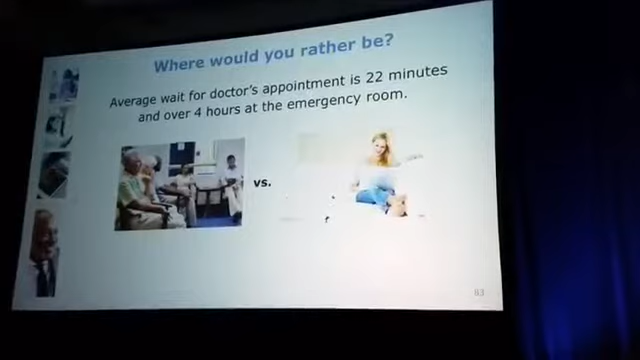 Where would you rather be?
Average wait for doctor's appointment is 22 minutes
and over 4 hours at the emergency room.
vs.
63